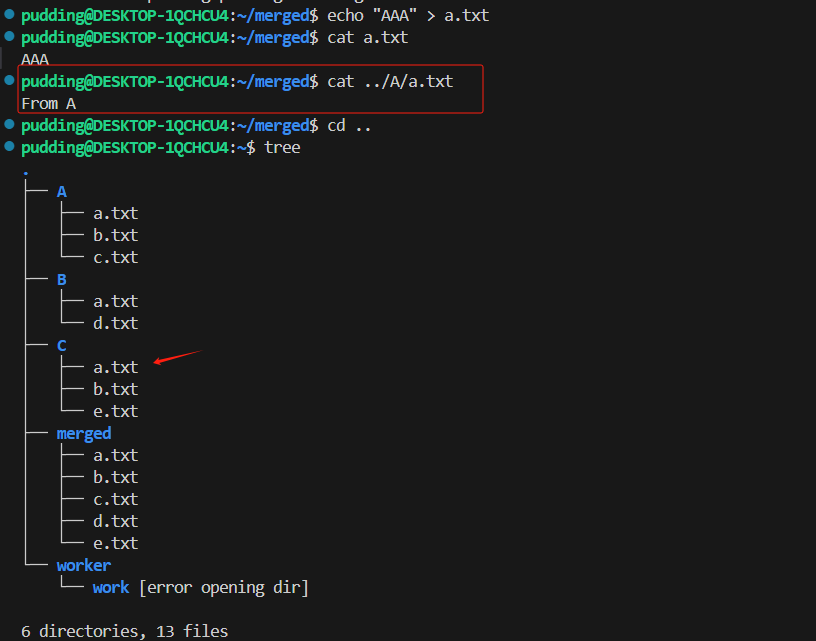 pudding@DESKTOP-1QCHCU4:~/merged$ echo "AAA" > a.txt
pudding@DESKTOP-1QCHCU4:~/merged$ cat a.txt
AAA
pudding@DESKTOP-1QCHCU4:~/merged$ cat ../A/a.txt
From A
pudding@DESKTOP-1QCHCU4:~/merged$ cd ..
pudding@DESKTOP-1QCHCU4:~$ tree
.
├── A
│   ├── a.txt
│   ├── b.txt
│   └── c.txt
├── B
│   ├── a.txt
│   └── d.txt
├── C
│   ├── a.txt
│   ├── b.txt
│   └── e.txt
├── merged
│   ├── a.txt
│   ├── b.txt
│   ├── c.txt
│   ├── d.txt
│   └── e.txt
└── worker
    └── work [error opening dir]
6 directories, 13 files